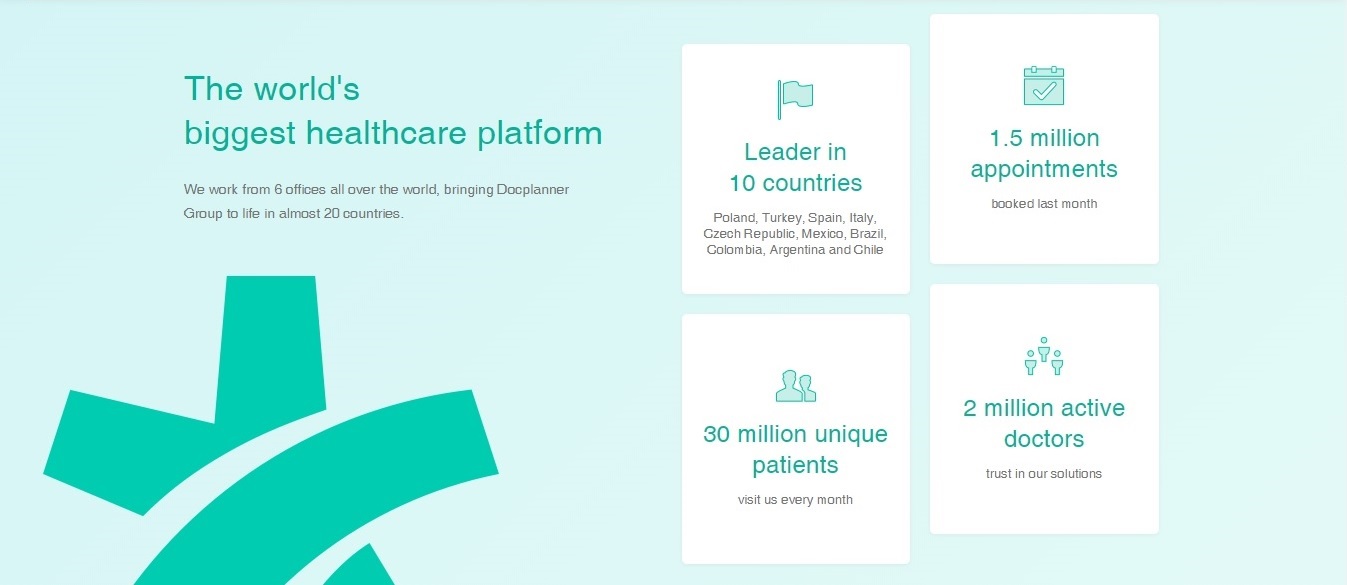 The world's
biggest healthcare platform
We work from 6 offices all over the world, bringing Docplanner
Group to life in almost 20 countries.
Leader in
10 countries
Poland, Turkey, Spain, Italy,
Czech Republic, Mexico, Brazil,
Colombia, Argentina and Chile
1.5 million
appointments
booked last month
30 million unique
patients
visit us every month
2 million active
doctors
trust in our solutions